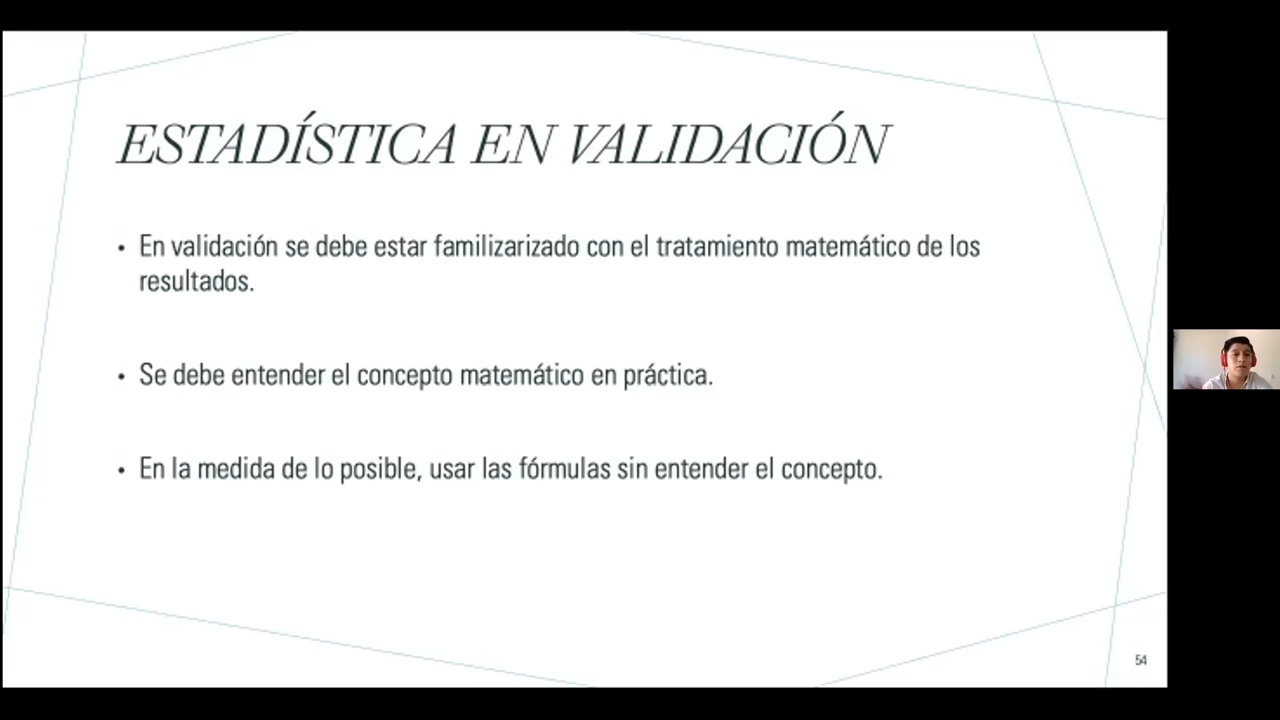 ESTADÍSTICA EN VALIDACIÓN
• En validación se debe estar familizarizado con el tratamiento matemático de los
resultados.
• Se debe entender el concepto matemático en práctica.
• En la medida de lo posible, usar las fórmulas sin entender el concepto.
54